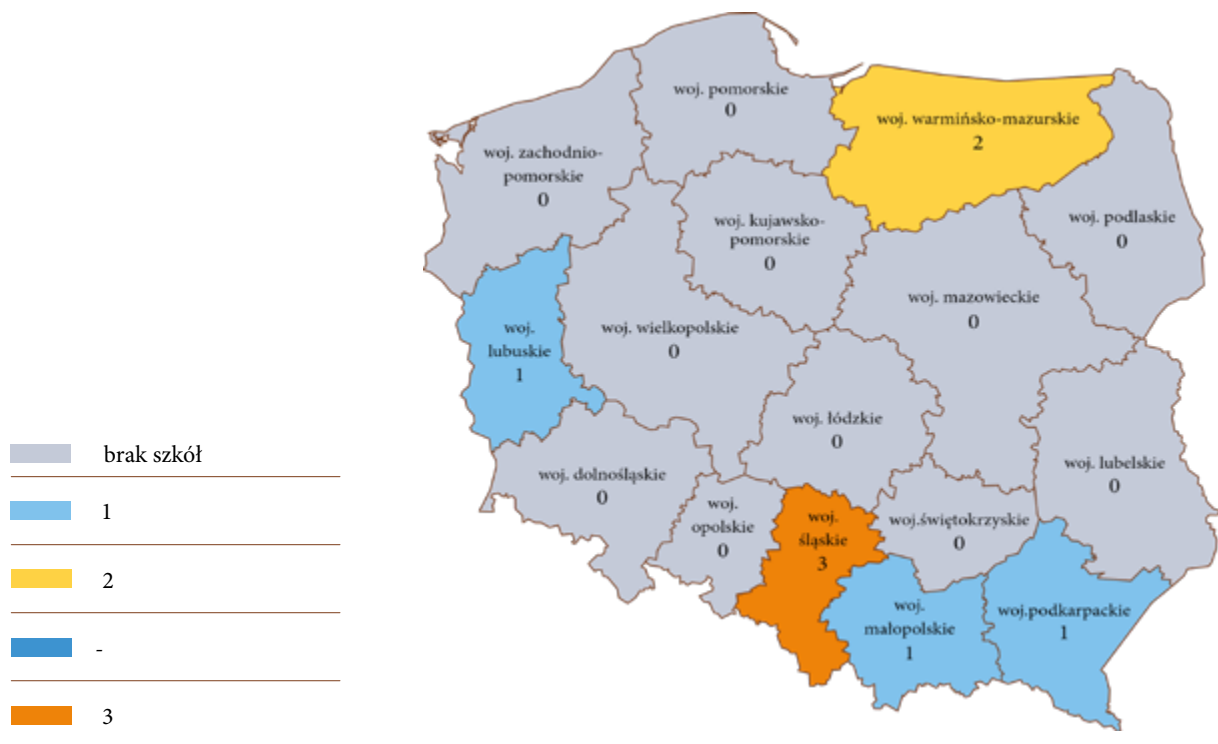 woj. pomorskie
0
woj. warmińsko-mazurskie
2
woj. zachodnio-
pomorskie
0
woj. kujawsko-
pomorskie
0
woj. podlaskie
0
woj. mazowieckie
0
woj.
lubuskie
1
woj. wielkopolskie
0
woj. łódzkie
0
woj. lubelskie
0
woj. dolnośląskie
0
woj.
opolskie
0
woj.
śląskie
3
woj.świętokrzyskie
0
woj.
małopolskie
1
woj.podkarpackie
1
brak szkół
1
2
-
3